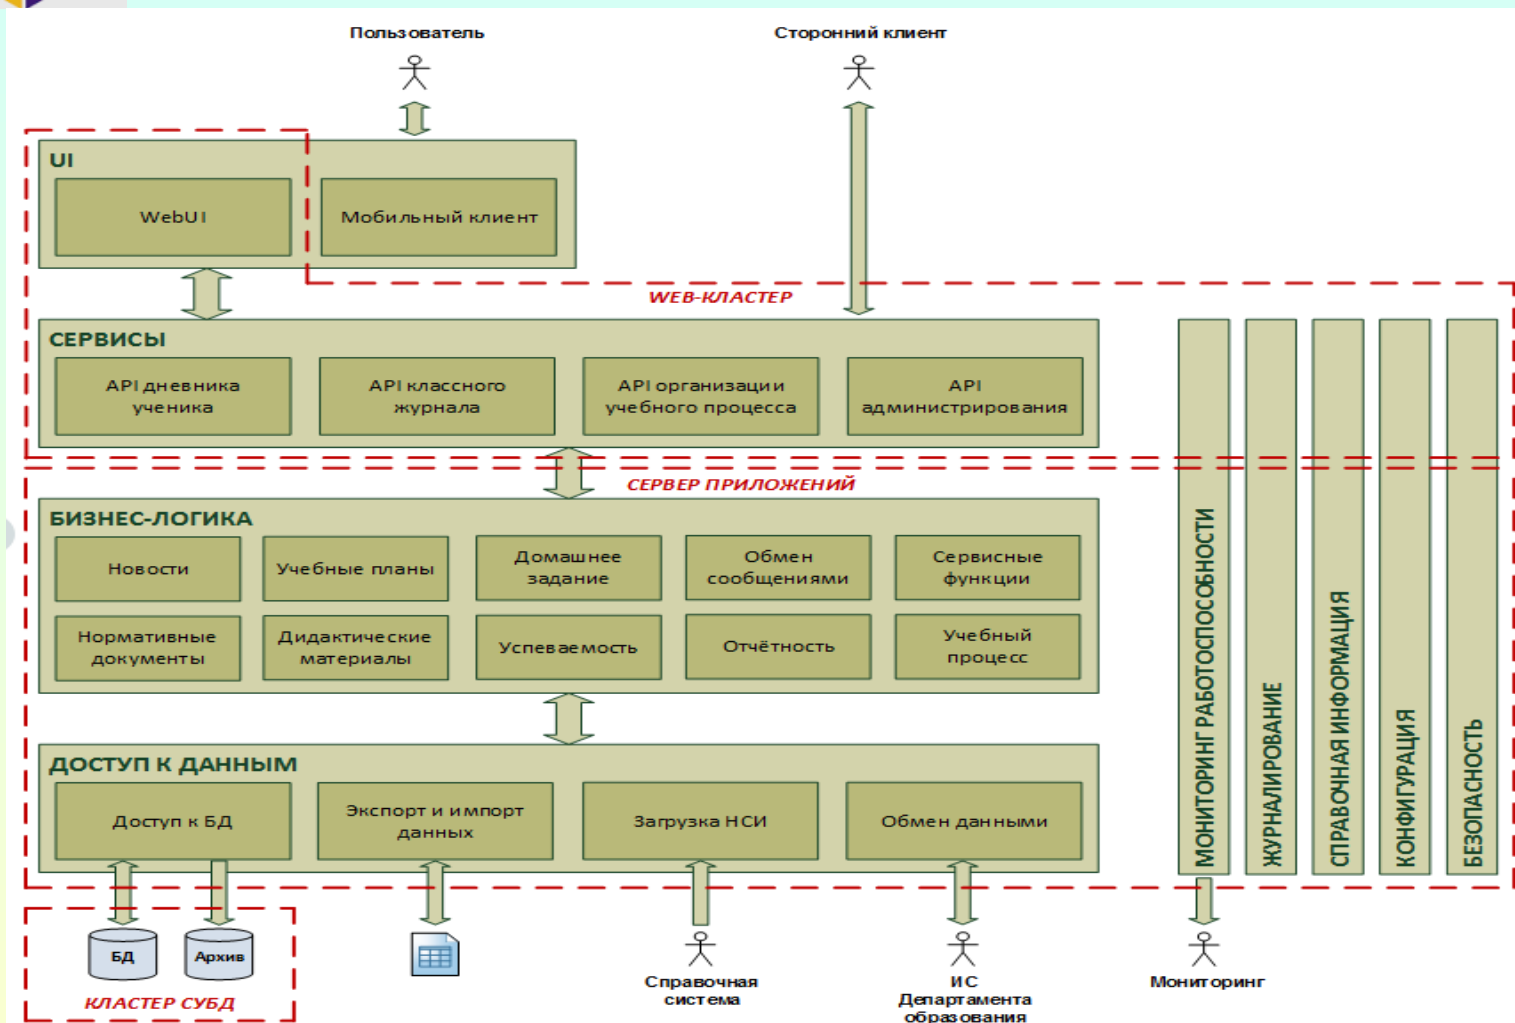 Пользователь
Сторонний клиент
UI
WebUI
Мобильный клиент
WEB-КЛАСТЕР
СЕРВИСЫ
API дневника
ученика
API классного
журнала
API организации
учебного процесса
API
администрирования
СЕРВЕР ПРИЛОЖЕНИЙ
БИЗНЕС-ЛОГИКА
Новости
Учебные планы
Домашнее
задание
Обмен
сообщениями
Сервисные
функции
Нормативные
документы
Дидактические
материалы
Успеваемость
Отчётность
Учебный
процесс
ДОСТУП К ДАННЫМ
Доступ к БД
Экспорт и импорт
данных
Загрузка НСИ
Обмен данными
МОНИТОРИНГ РАБОТОСПОСОБНОСТИ
ЖУРНАЛИРОВАНИЕ
СПРАВОЧНАЯ ИНФОРМАЦИЯ
КОНФИГУРАЦИЯ
БЕЗОПАСНОСТЬ
БД
Архив
КЛАСТЕР СУБД
Справочная
система
ИС
Департамента
образования
Мониторинг